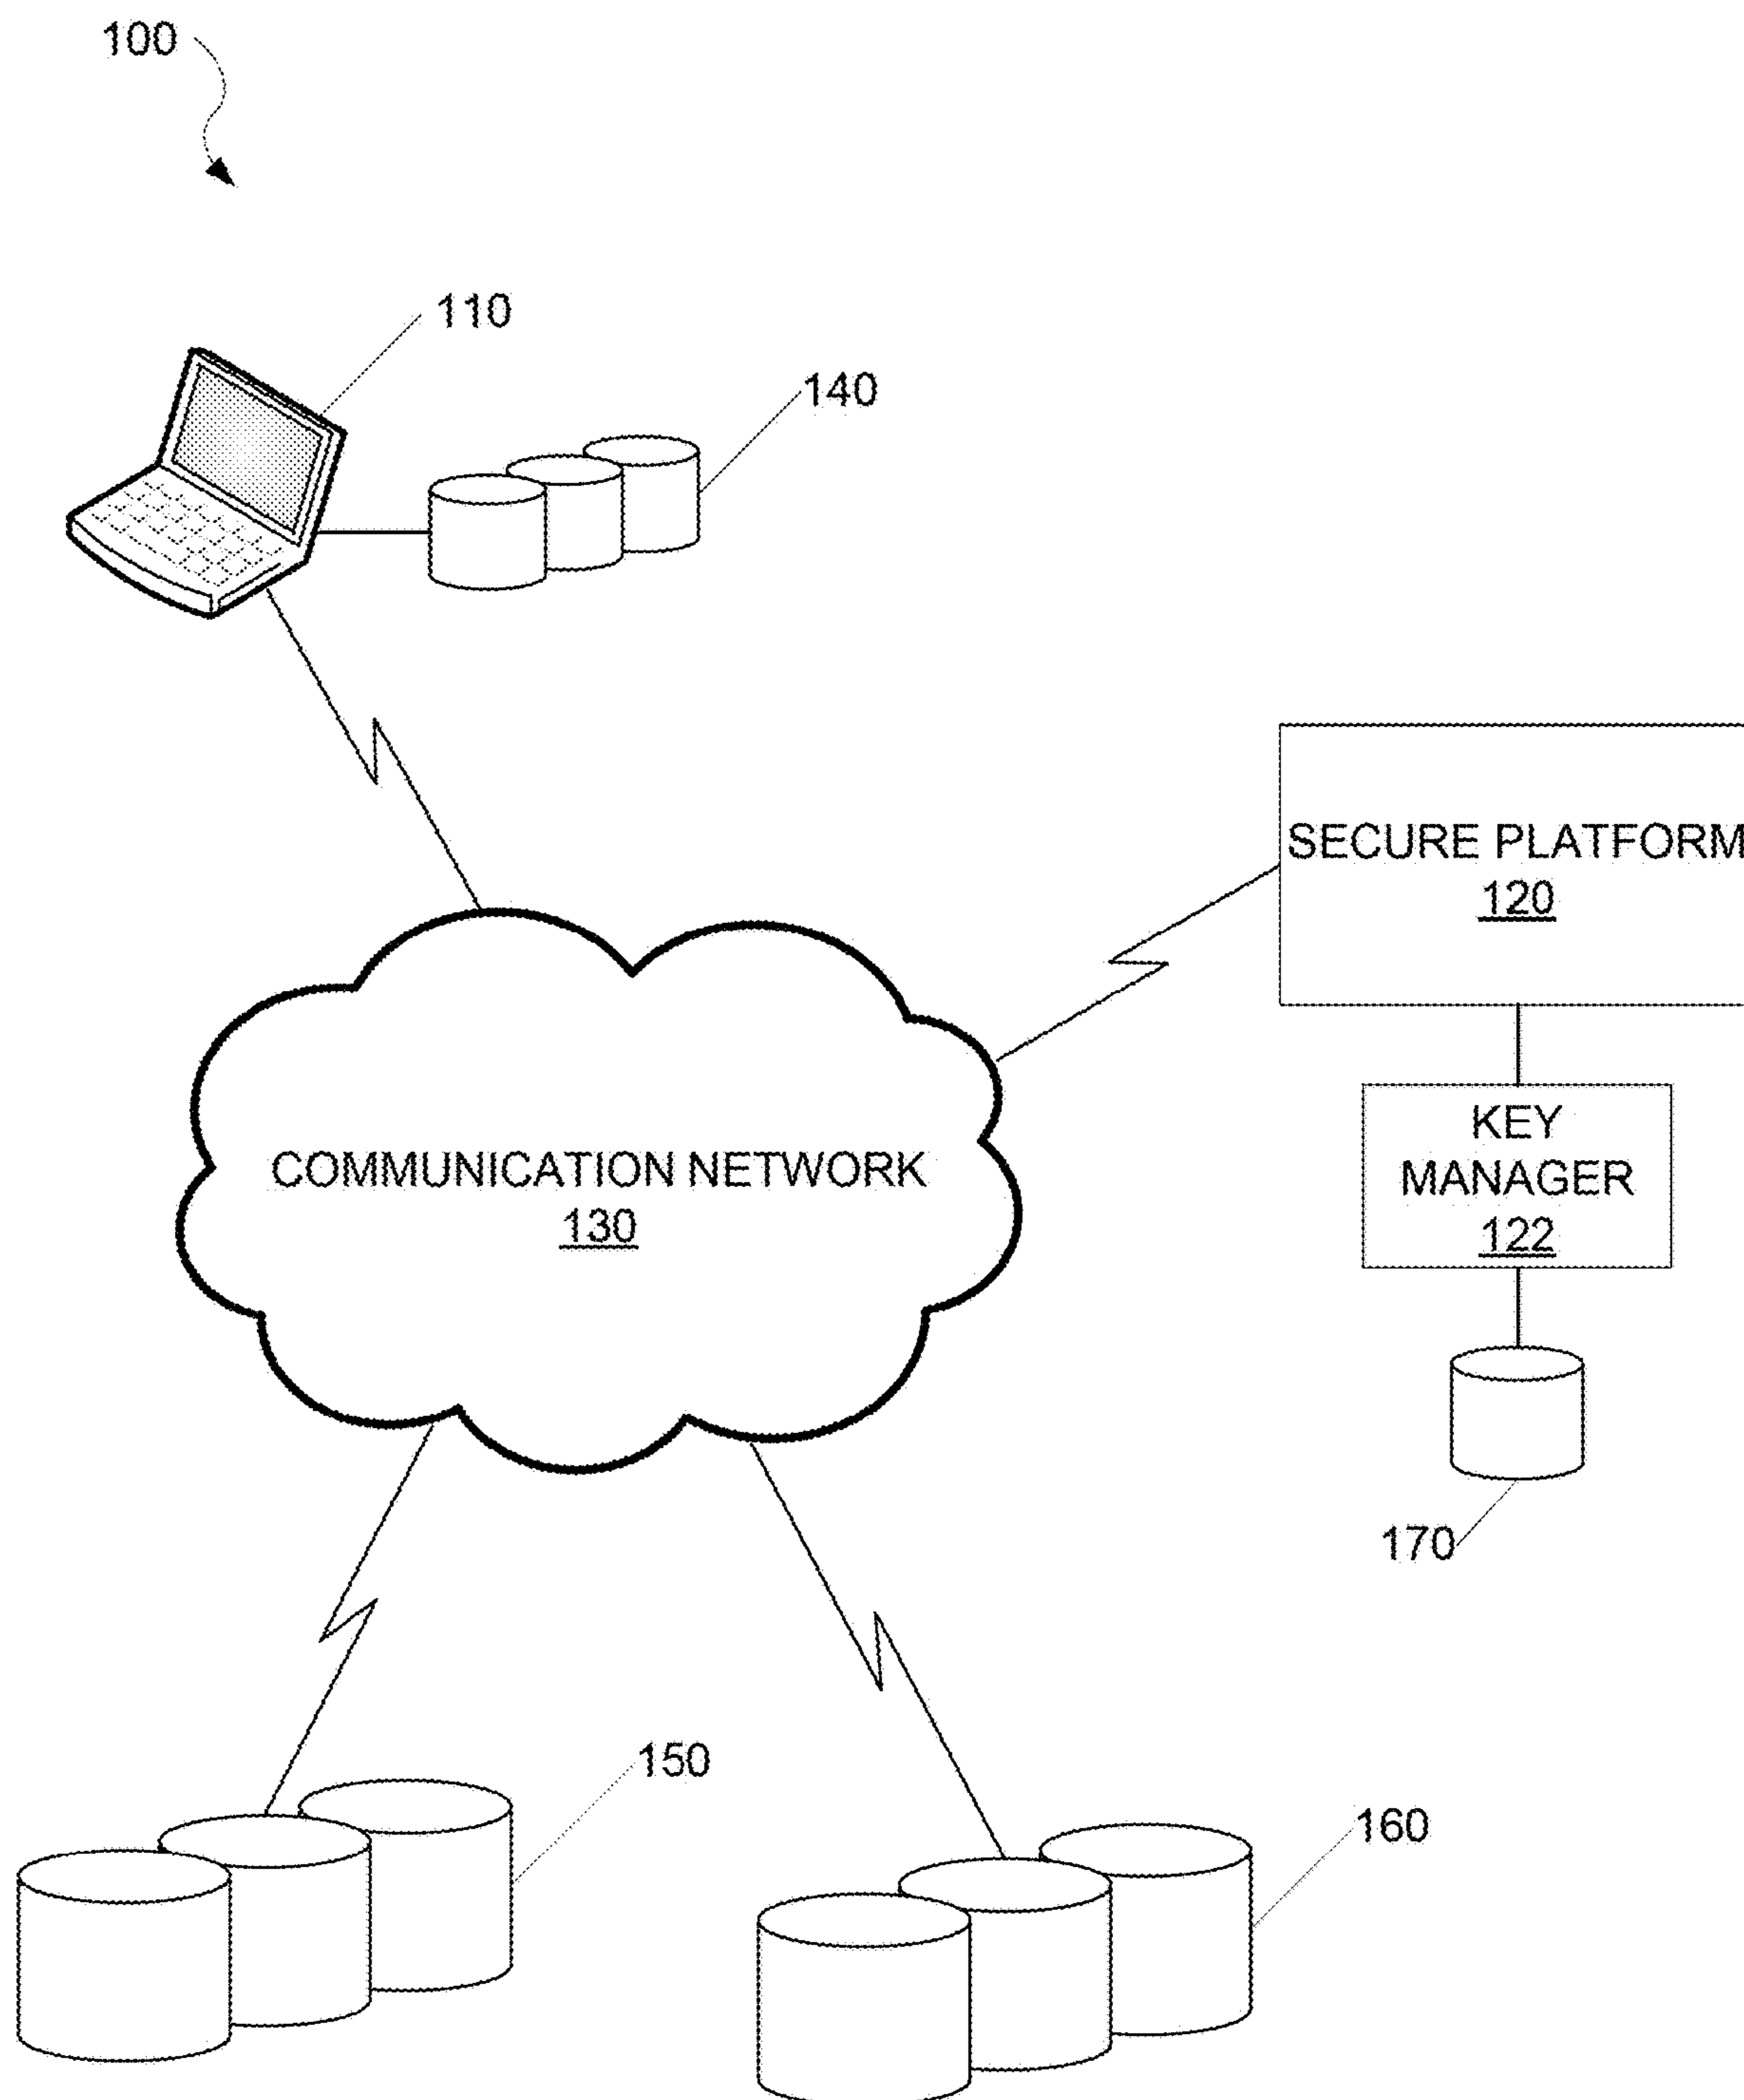 100
110
140
SECURE PLATFORM
120
KEY
MANAGER
122
COMMUNICATION NETWORK
130
170
150
160